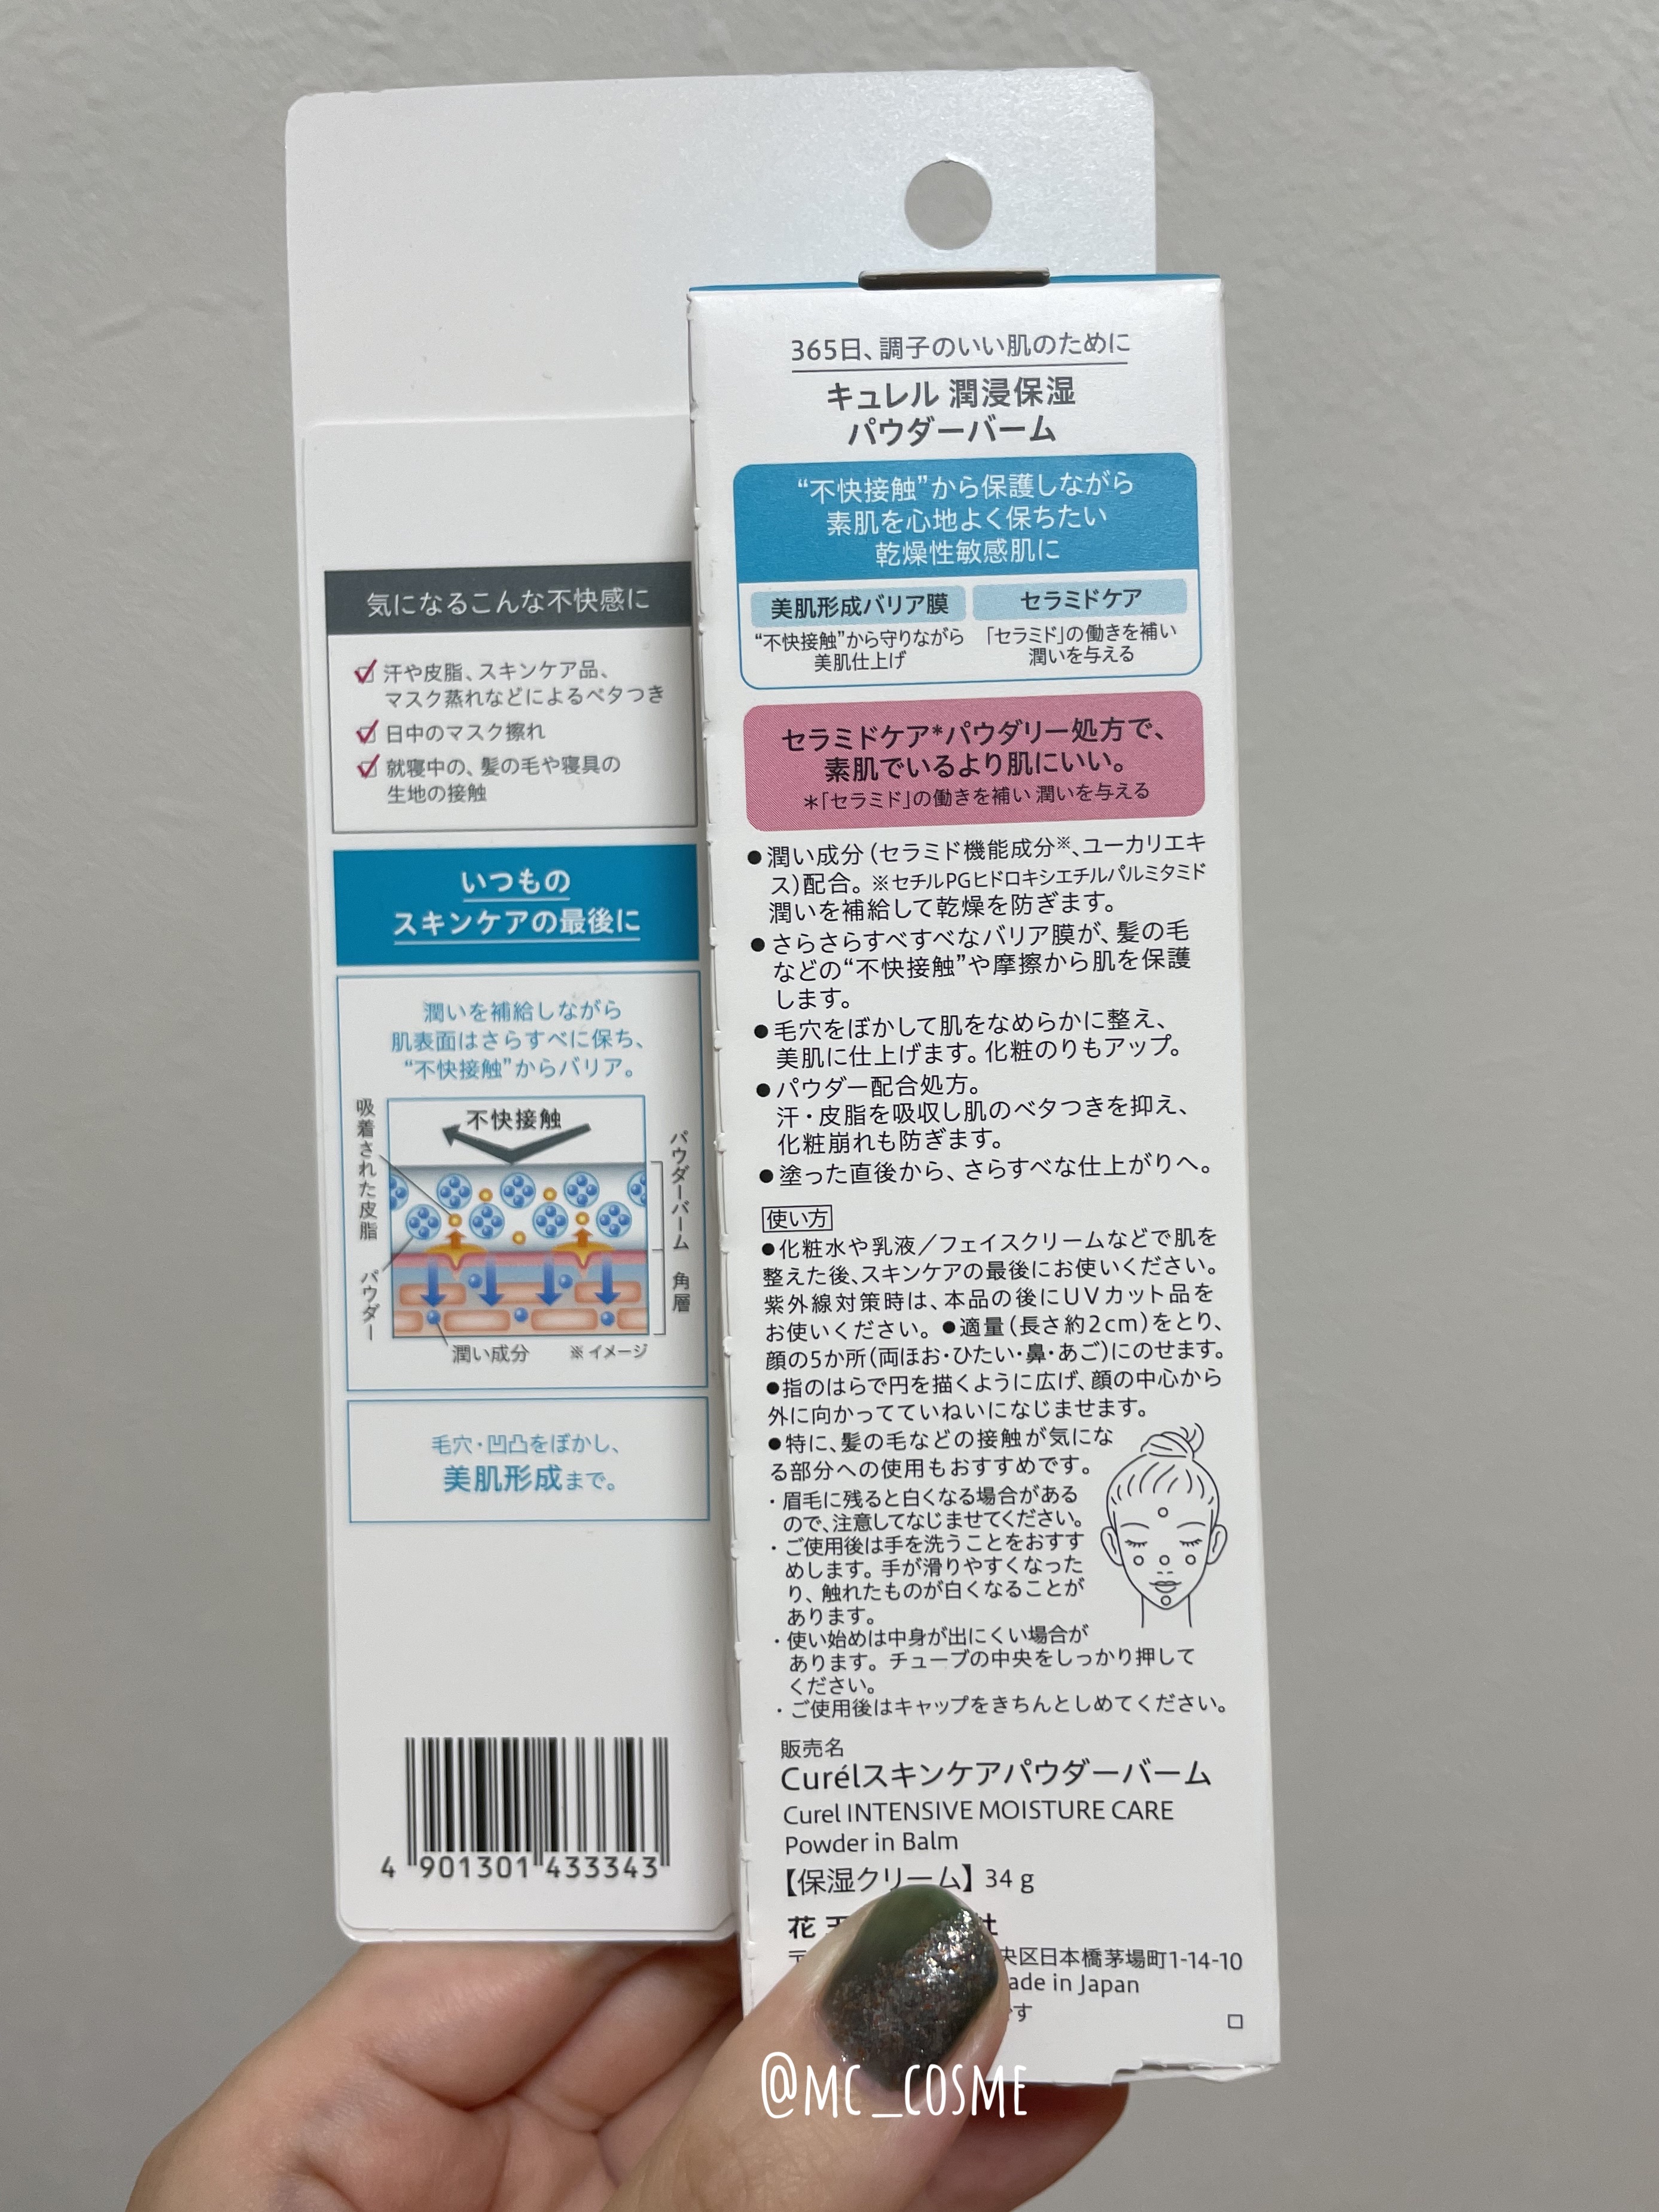 気になるこんな不快感に
汗や皮脂、スキンケア品、
マスク蒸れなどによるベタつき
日中のマスク擦れ
就寝中の、髪の毛や寝具の
生地の接触
いつもの
スキンケアの最後に
潤いを補給しながら
肌表面はさらすべに保ち、
“不快接触”からバリア。
不快接触
吸着された皮脂
パウダー
パウダーバーム
角層
潤い成分
※イメージ
毛穴・凹凸をぼかし、
美肌形成まで。
4 901301 433343
365日、調子のいい肌のために
キュレル 潤浸保湿
パウダーバーム
“不快接触”から保護しながら
素肌を心地よく保ちたい
乾燥性敏感肌に
美肌形成バリア膜
“不快接触”から守りながら
美肌仕上げ
セラミドケア
「セラミド」の働きを補い
潤いを与える
セラミドケア*パウダリー処方で、
素肌でいるより肌にいい。
*「セラミド」の働きを補い 潤いを与える
●潤い成分（セラミド機能成分※、ユーカリエキ
ス）配合。※セチルPGヒドロキシエチルパルミタミド
潤いを補給して乾燥を防ぎます。
●さらさらすべすべなバリア膜が、髪の毛
などの“不快接触”や摩擦から肌を保護
します。
●毛穴をぼかして肌をなめらかに整え、
美肌に仕上げます。化粧のりもアップ。
●パウダー配合処方。
汗・皮脂を吸収し肌のベタつきを抑え、
化粧崩れも防ぎます。
●塗った直後から、さらすべな仕上がりへ。
使い方
●化粧水や乳液／フェイスクリームなどで肌を
整えた後、スキンケアの最後にお使いください。
紫外線対策時は、本品の後にUVカット品を
お使いください。●適量（長さ約2cm）をとり、
顔の5か所（両ほお・ひたい・鼻・あご）にのせます。
●指のはらで円を描くように広げ、顔の中心から
外に向かってていねいになじませます。
●特に、髪の毛などの接触が気にな
る部分への使用もおすすめです。
・眉毛に残ると白くなる場合がある
ので、注意してなじませてください。
・ご使用後は手を洗うことをおすす
めします。手が滑りやすくなった
り、触れたものが白くなることが
あります。
・使い始めは中身が出にくい場合が
あります。チューブの中央をしっかり押して
ください。
・ご使用後はキャップをきちんとしめてください。
販売名
Curélスキンケアパウダーバーム
Curel INTENSIVE MOISTURE CARE
Powder in Balm
【保湿クリーム】34 g
花
央区日本橋茅場町1-14-10
ade in Japan
す
@mc_cosme